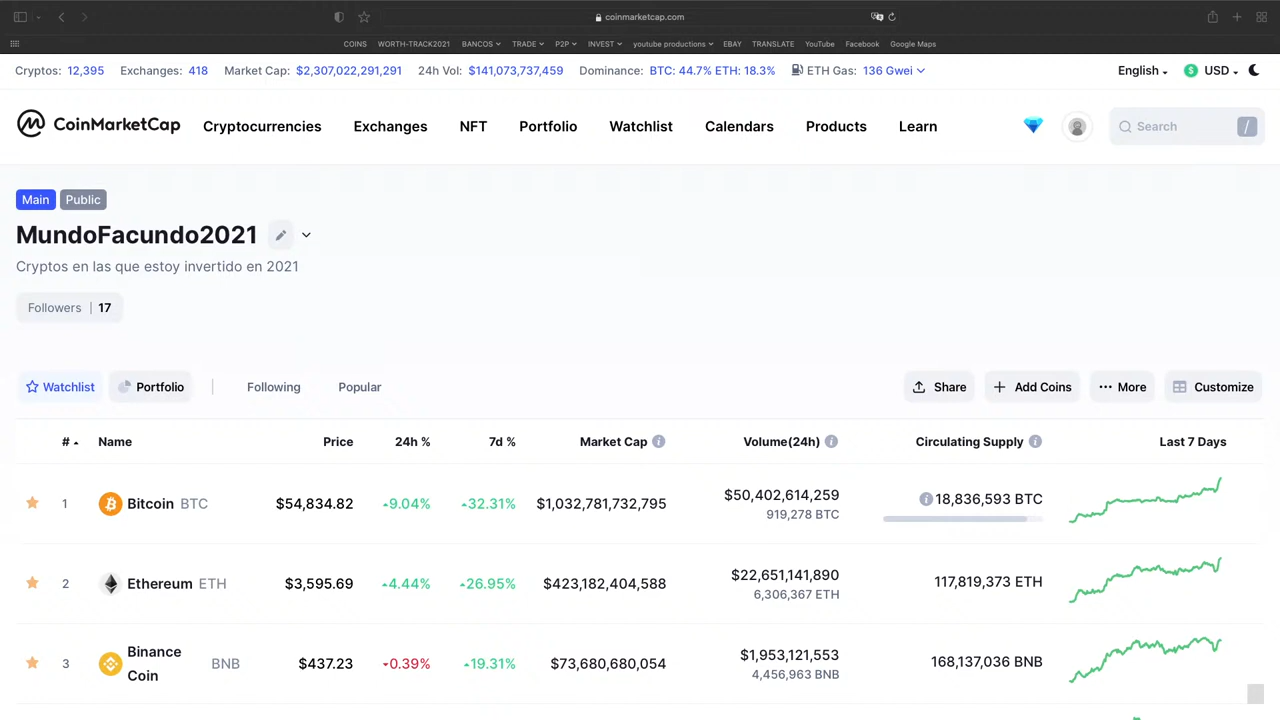 coinmarketcap.com
COINS WORTH-TRACK2021 BANCOS TRADE P2P INVEST youtube productions EBAY TRANSLATE YouTube Facebook Google Maps
Cryptos: 12,395 Exchanges: 418 Market Cap: $2,307,022,291,291 24h Vol: $141,073,737,459 Dominance: BTC: 44.7% ETH: 18.3% ETH Gas: 136 Gwei English $ USD
CoinMarketCap Cryptocurrencies Exchanges NFT Portfolio Watchlist Calendars Products Learn Search /
Main Public
MundoFacundo2021
Cryptos en las que estoy invertido en 2021
Followers | 17
Watchlist Portfolio Following Popular Share + Add Coins ... More Customize
# Name Price 24h % 7d % Market Cap Volume(24h) Circulating Supply Last 7 Days
1 Bitcoin BTC $54,834.82 9.04% 32.31% $1,032,781,732,795 $50,402,614,259 18,836,593 BTC
919,278 BTC
2 Ethereum ETH $3,595.69 4.44% 26.95% $423,182,404,588 $22,651,141,890 117,819,373 ETH
6,306,367 ETH
3 Binance Coin BNB $437.23 0.39% 19.31% $73,680,680,054 $1,953,121,553 168,137,036 BNB
4,456,963 BNB